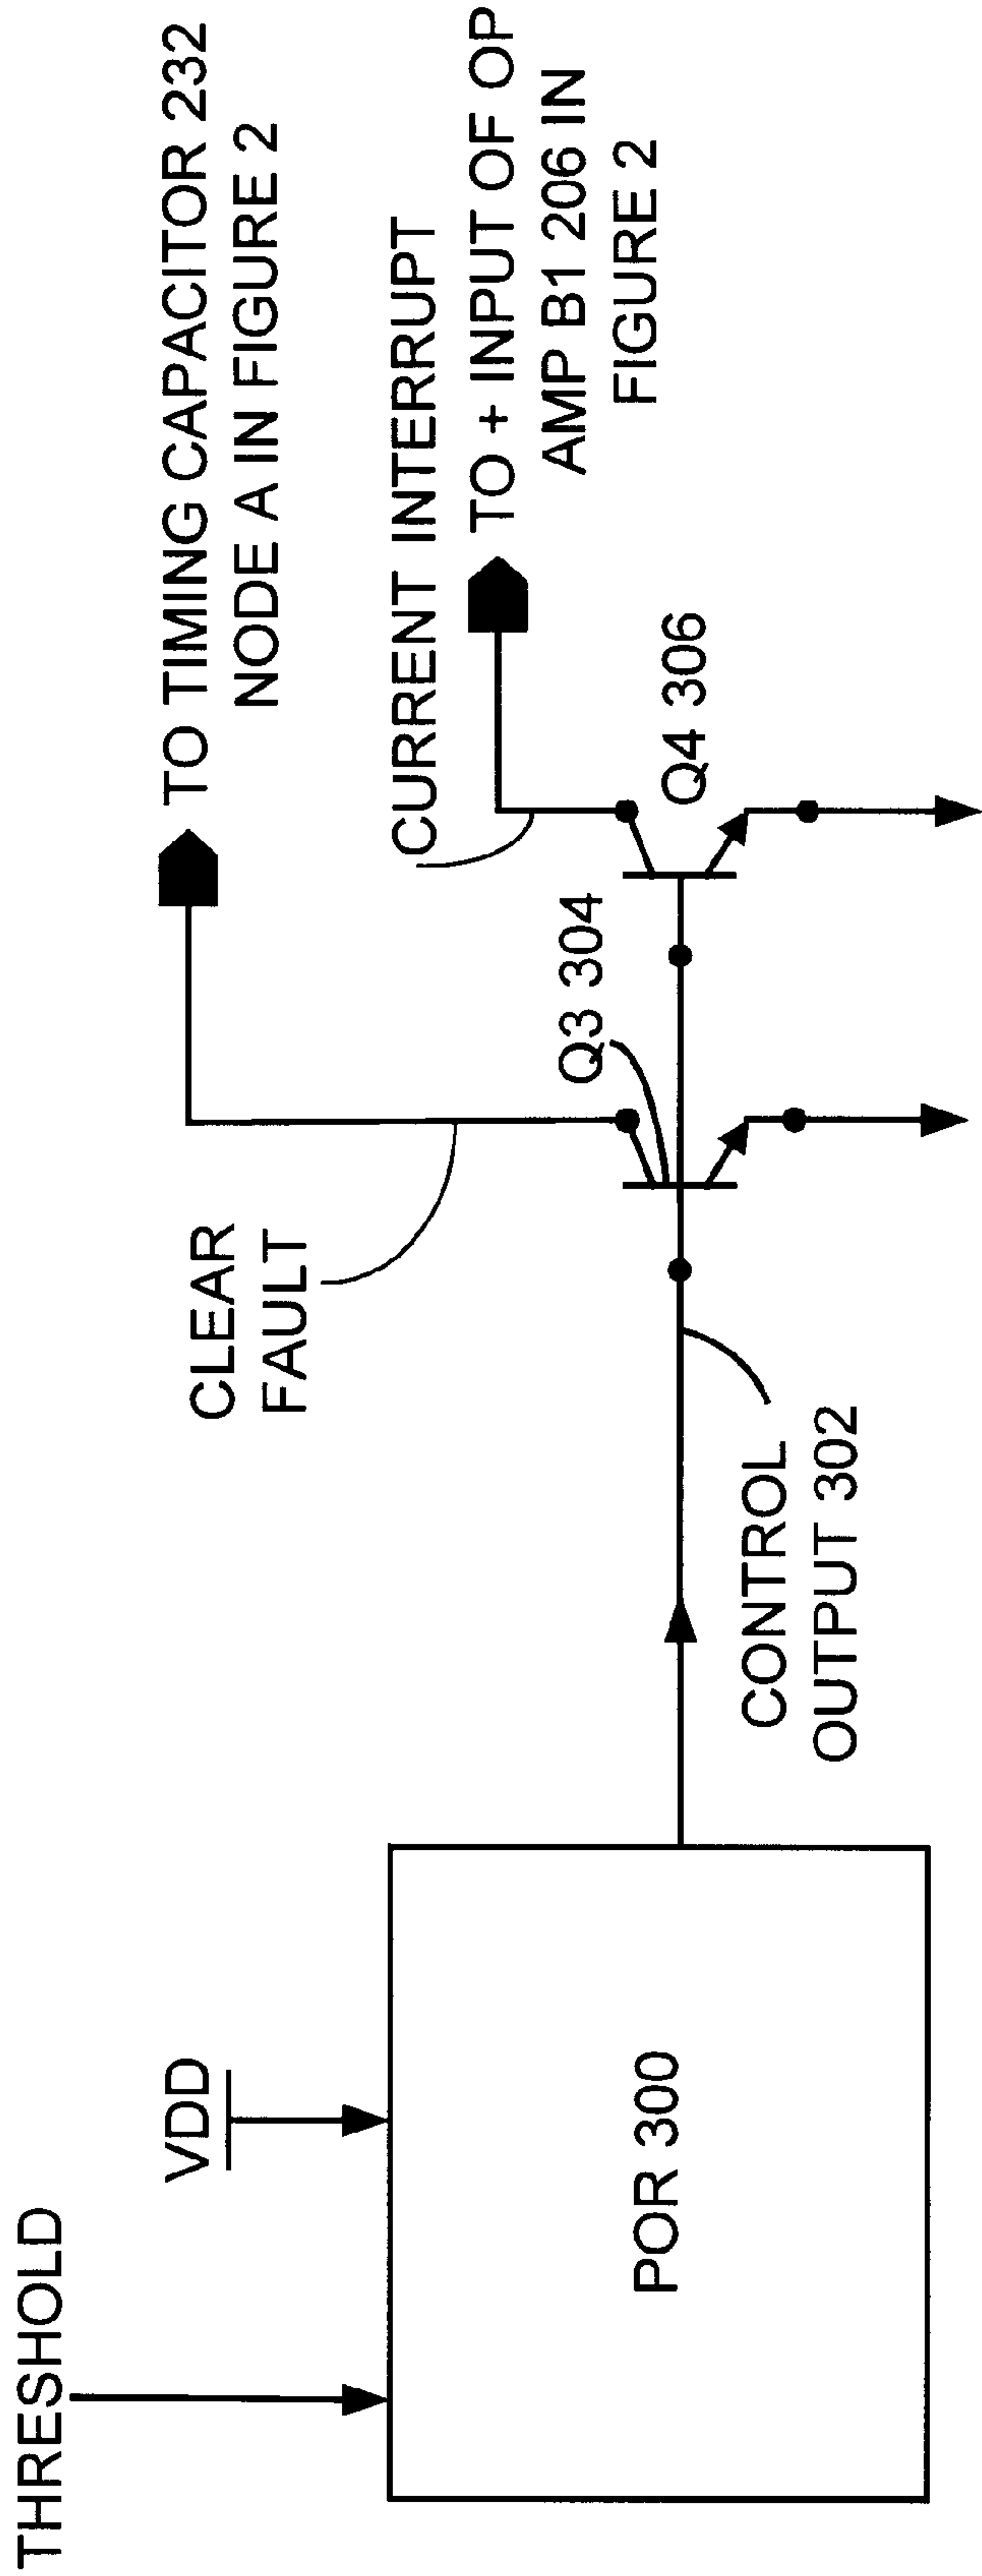 THRESHOLD
VDD
POR 300
CONTROL
OUTPUT 302
CLEAR
FAULT
TO TIMING CAPACITOR 232
NODE A IN FIGURE 2
Q3 304
CURRENT INTERRUPT
TO + INPUT OF OP
AMP B1 206 IN
FIGURE 2
Q4 306